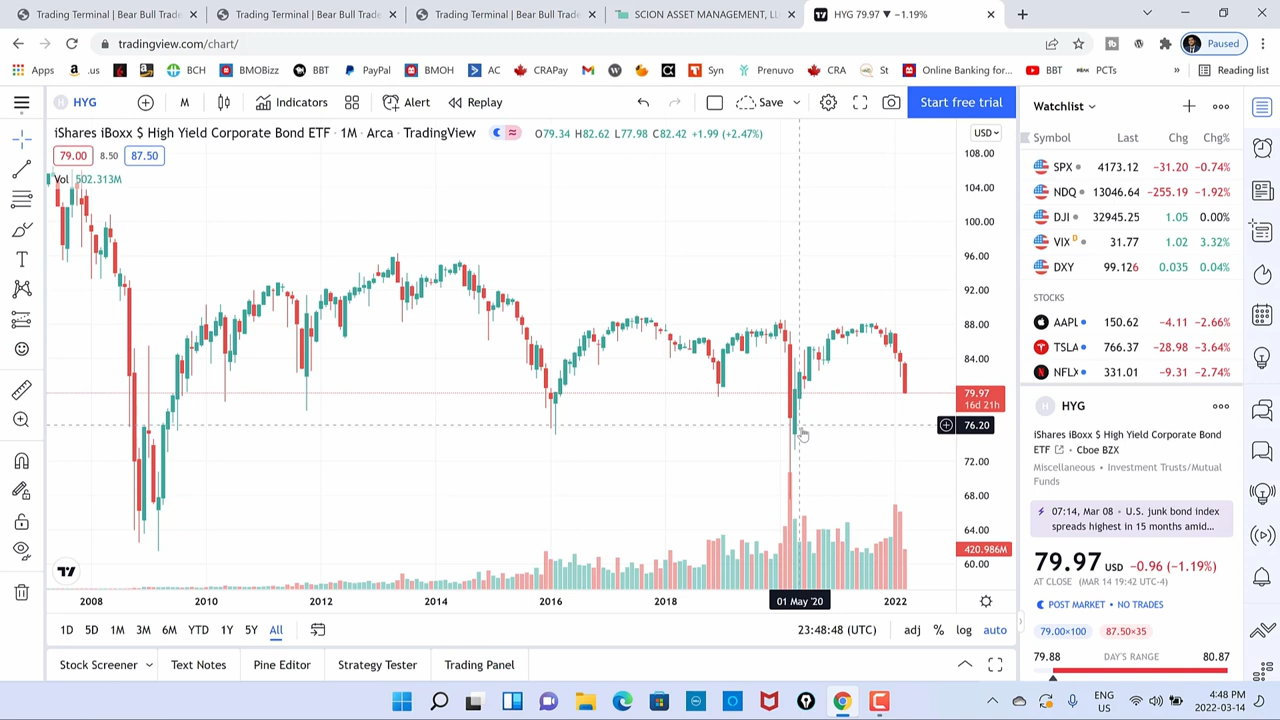 Trading Terminal | Bear Bull Trade
Trading Terminal | Bear Bull Trade
Trading Terminal | Bear Bull Trade
SCION ASSET MANAGEMENT, LL
HYG 79.97 ▼ −1.19%
tradingview.com/chart/
Paused
Apps
.us
BCH
BMOBizz
BBT
PayPal
BMOH
AC
CRAPay
Syn
Prenuvo
CRA
St
Online Banking for...
BBT
PCTs
»
Reading list
HYG
M
Indicators
Alert
Replay
Save
Start free trial
iShares iBoxx $ High Yield Corporate Bond ETF · 1M · Arca · TradingView
O79.34 H82.62 L77.98 C82.42 +1.99 (+2.47%)
79.00 8.50 87.50
Vol 502.313M
USD
108.00
104.00
100.00
96.00
92.00
88.00
84.00
79.97
16d 21h
76.20
72.00
68.00
64.00
420.986M
60.00
2008 2010 2012 2014 2016 2018 01 May '20 2022
1D 5D 1M 3M 6M YTD 1Y 5Y All
23:48:48 (UTC)
adj % log auto
Stock Screener
Text Notes
Pine Editor
Strategy Tester
Trading Panel
Watchlist
Symbol Last Chg Chg%
SPX 4173.12 −31.20 −0.74%
NDQ 13046.64 −255.19 −1.92%
DJI 32945.25 1.05 0.00%
VIX D 31.77 1.02 3.32%
DXY 99.126 0.035 0.04%
STOCKS
AAPL 150.62 −4.11 −2.66%
TSLA 766.37 −28.98 −3.64%
NFLX 331.01 −9.31 −2.74%
H HYG
iShares iBoxx $ High Yield Corporate Bond
ETF • Cboe BZX
Miscellaneous • Investment Trusts/Mutual
Funds
07:14, Mar 08 • U.S. junk bond index
spreads highest in 15 months amid...
79.97 USD −0.96 (−1.19%)
AT CLOSE (MAR 14 19:42 UTC-4)
POST MARKET • NO TRADES
79.00×100 87.50×35
79.88 DAY'S RANGE 80.87
ENG
US
4:48 PM
2022-03-14